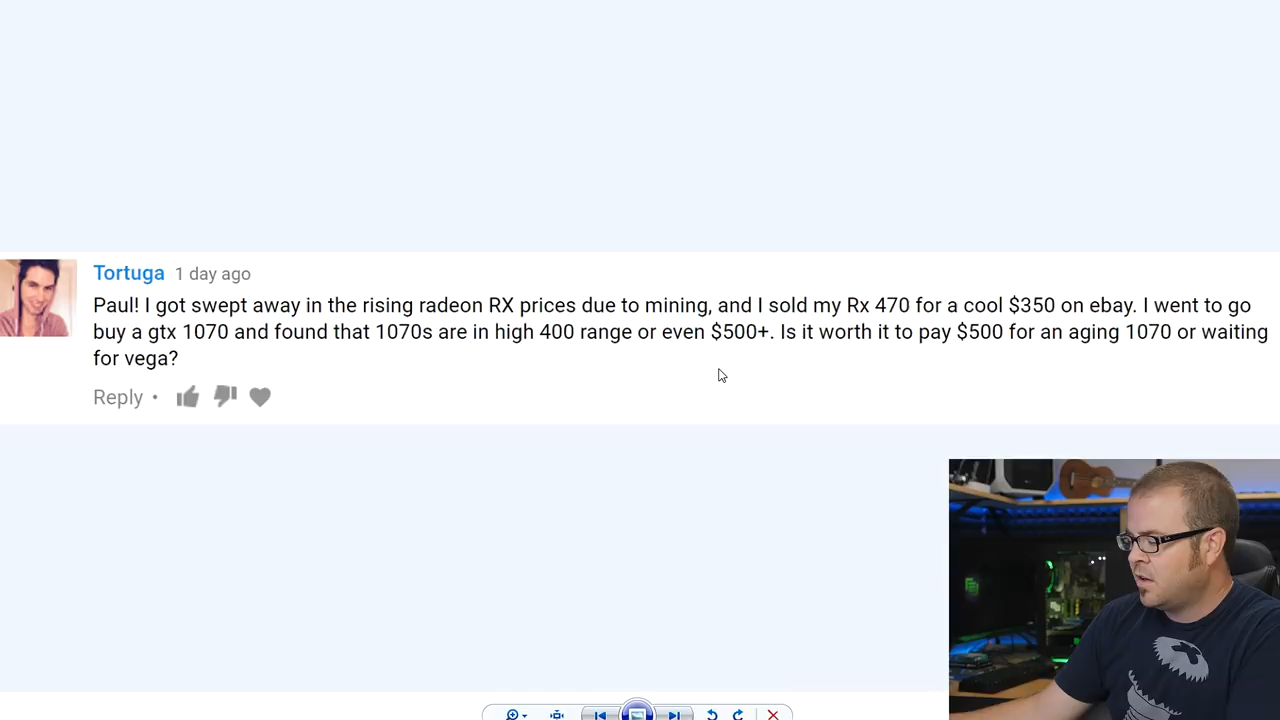 Tortuga 1 day ago
Paul! I got swept away in the rising radeon RX prices due to mining, and I sold my Rx 470 for a cool $350 on ebay. I went to go
buy a gtx 1070 and found that 1070s are in high 400 range or even $500+. Is it worth it to pay $500 for an aging 1070 or waiting
for vega?
Reply •